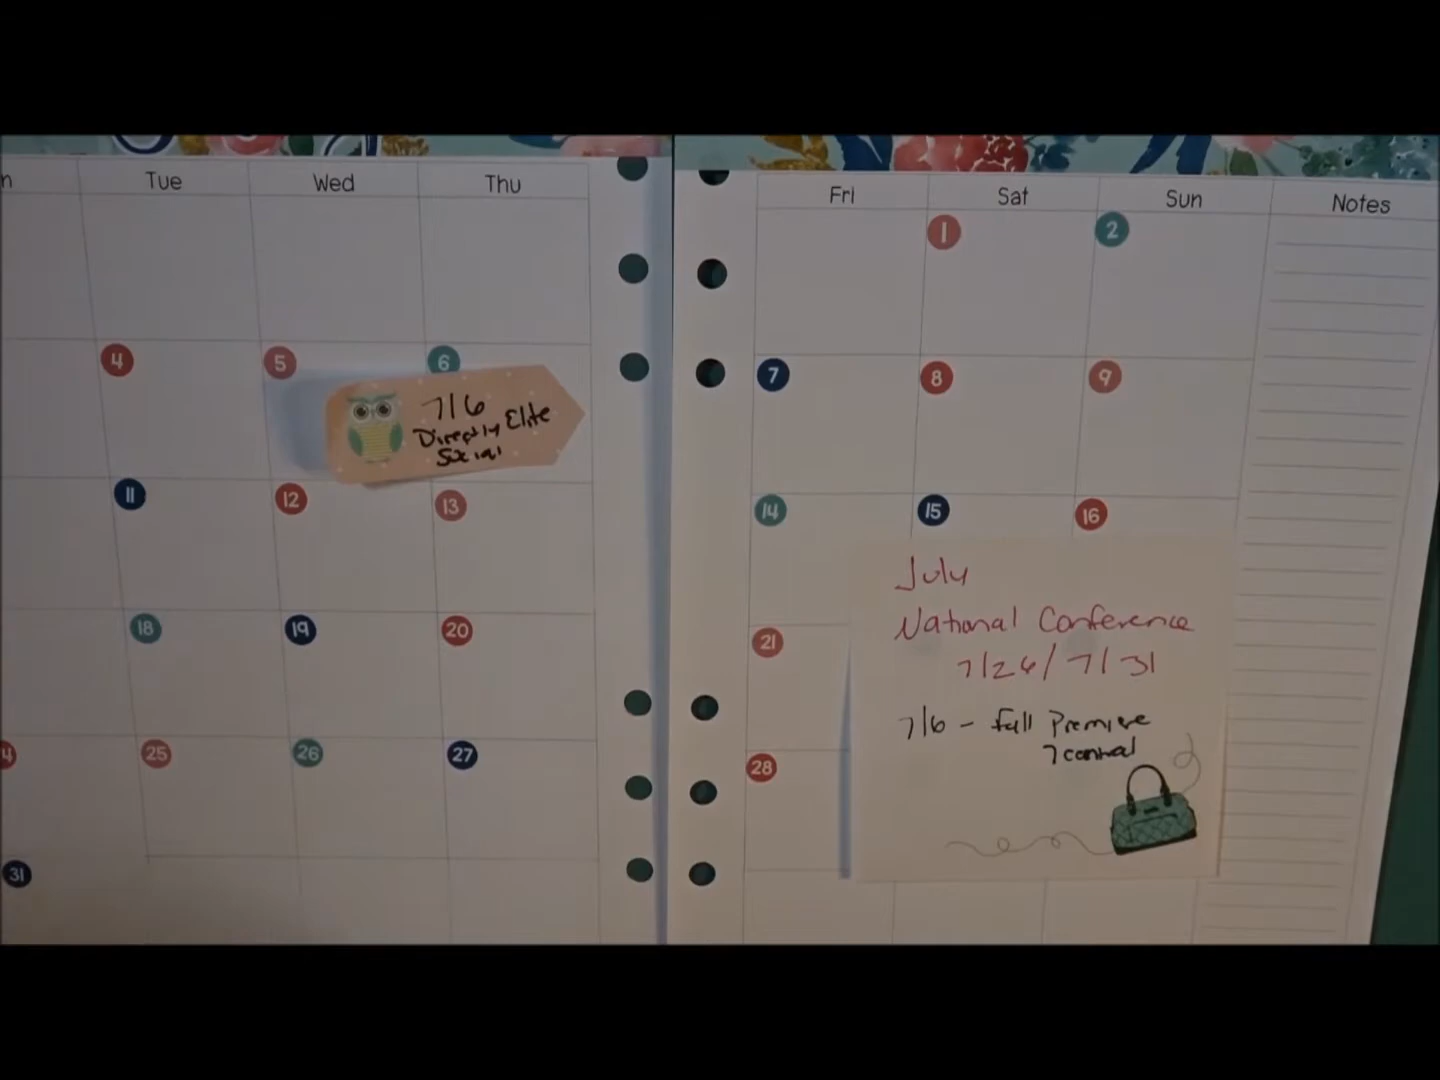 Tue Wed Thu
4 5 6
7/6
Directly Elite
Social
11 12 13
18 19 20
25 26 27
31
Fri Sat Sun Notes
1 2
7 8 9
14 15 16
21
28
July
National Conference
7/26/7/31
7/6 - Fall Premiere
7 central